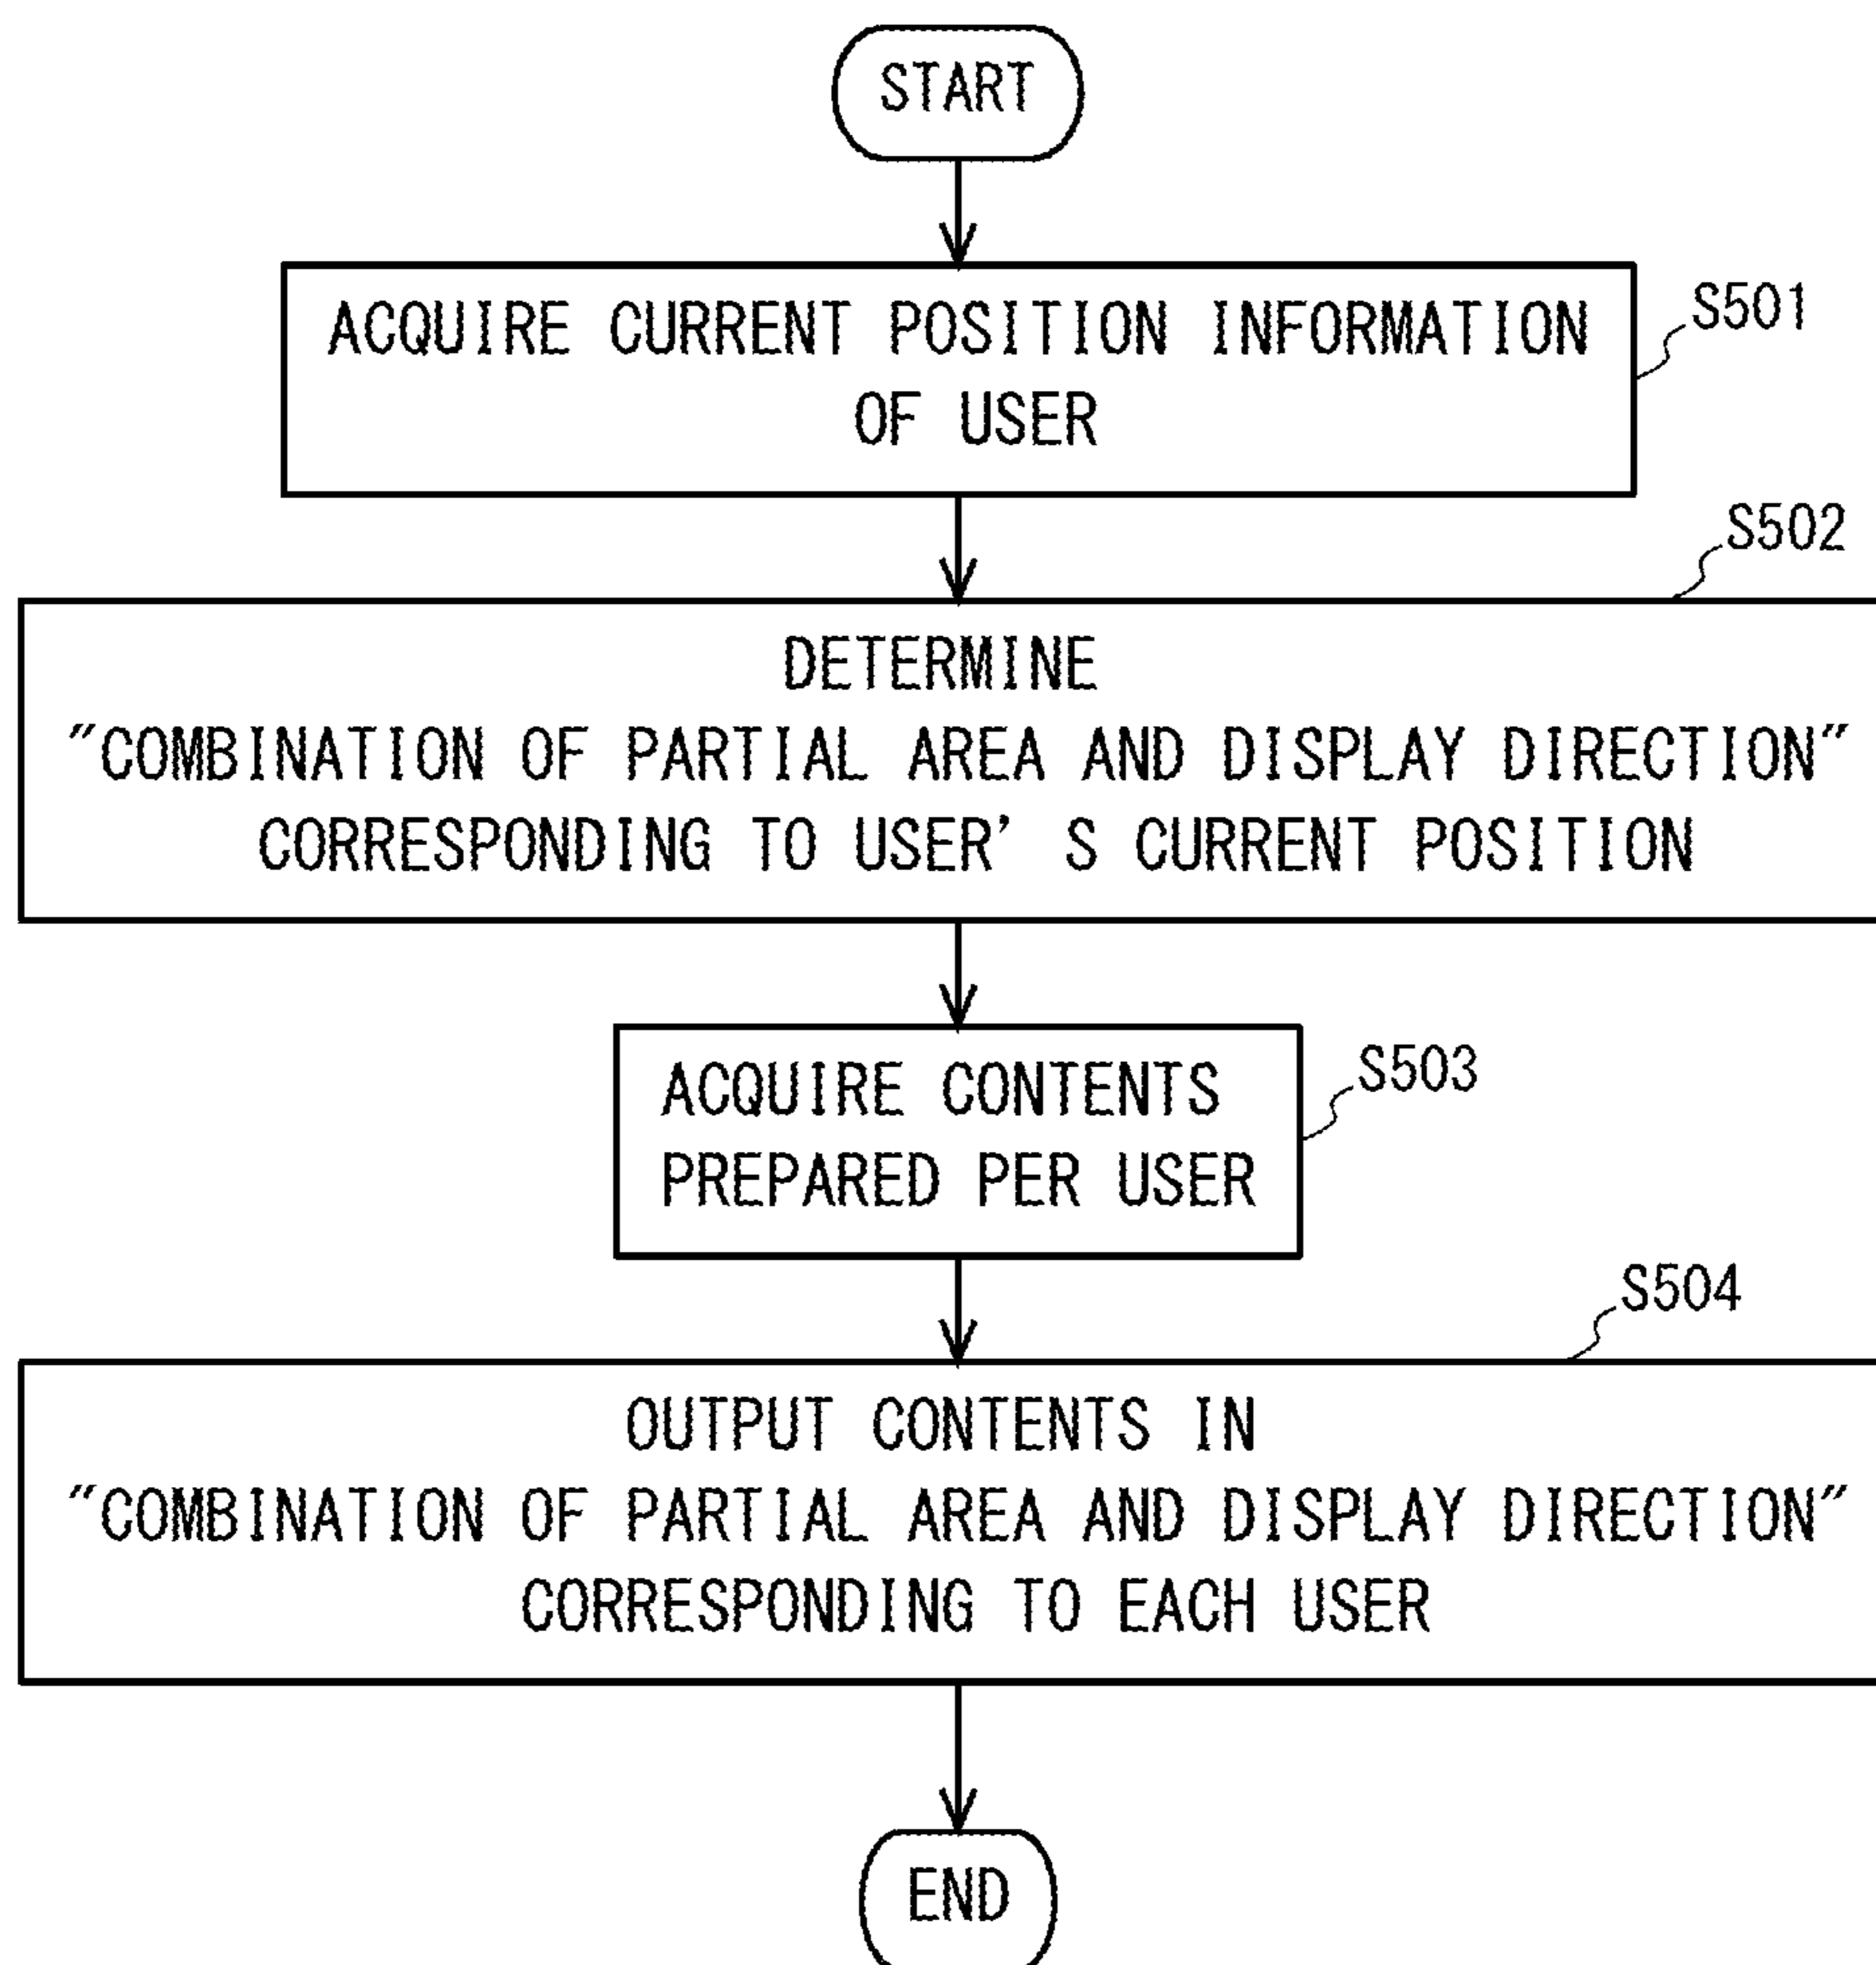 START
ACQUIRE CURRENT POSITION INFORMATION
OF USER
S501
S502
DETERMINE
"COMBINATION OF PARTIAL AREA AND DISPLAY DIRECTION"
CORRESPONDING TO USER' S CURRENT POSITION
S503
ACQUIRE CONTENTS
PREPARED PER USER
S504
OUTPUT CONTENTS IN
"COMBINATION OF PARTIAL AREA AND DISPLAY DIRECTION"
CORRESPONDING TO EACH USER
END